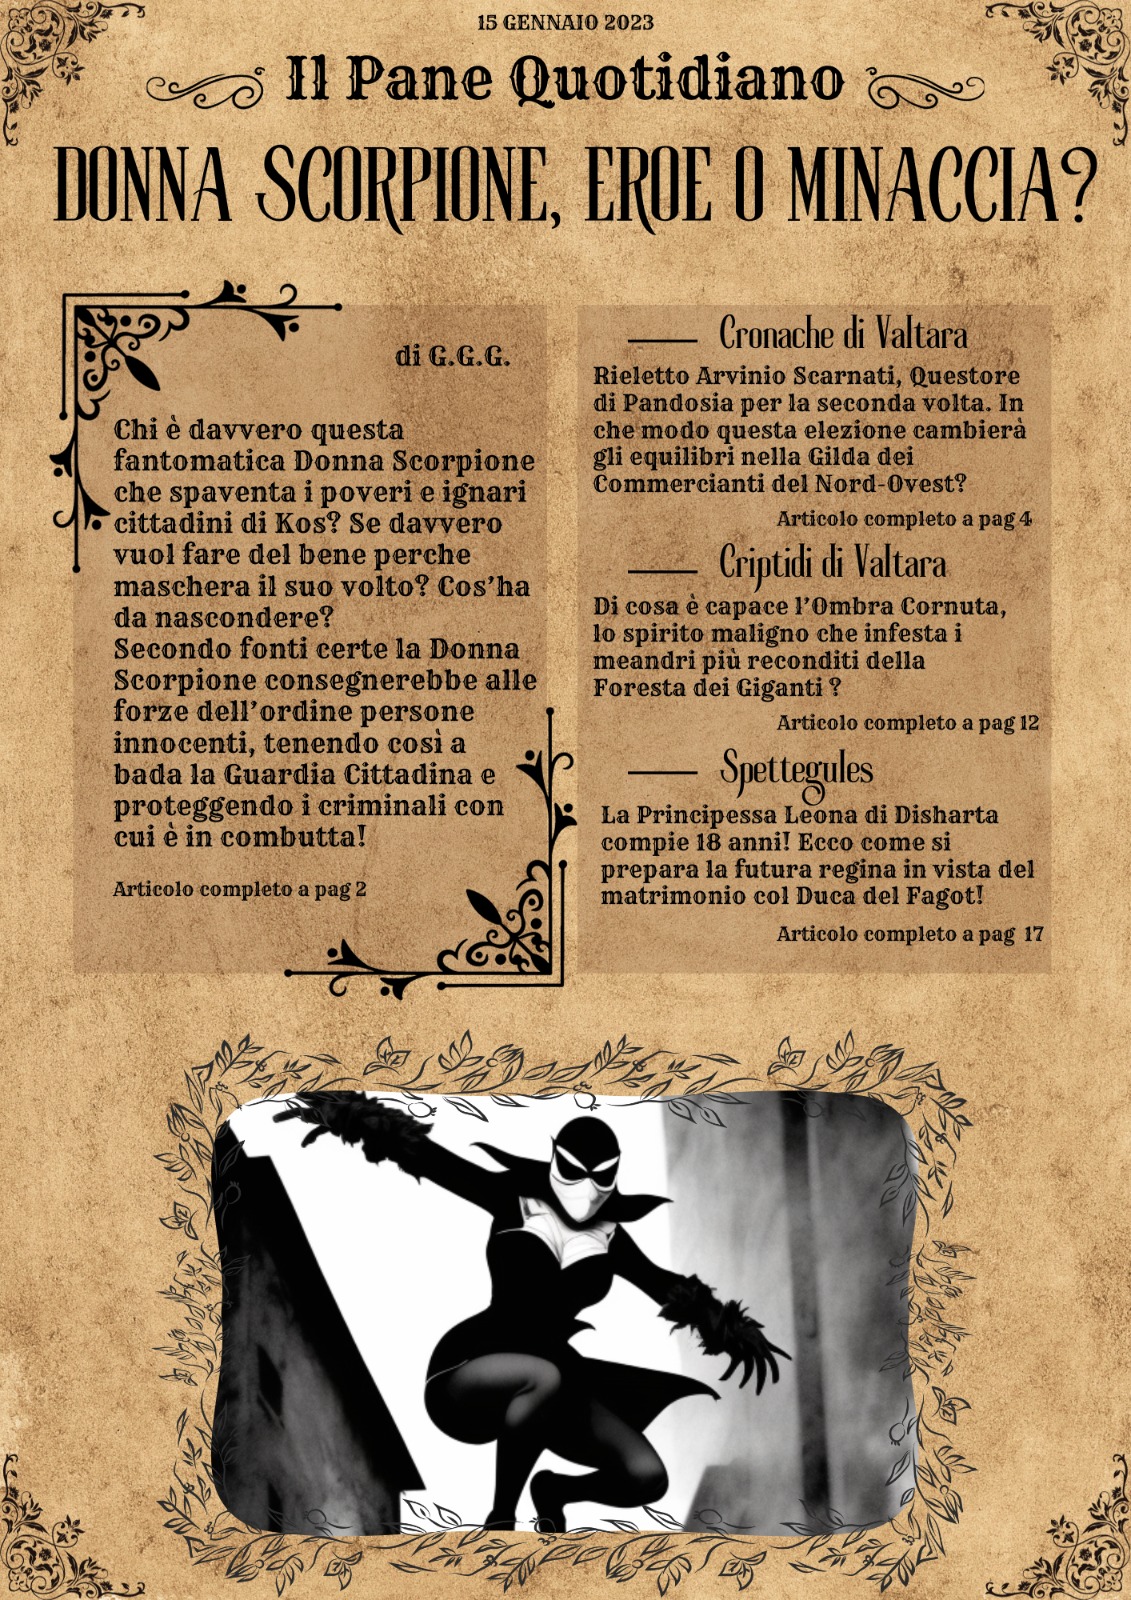 15 GENNAIO 2023
Il Pane Quotidiano
DONNA SCORPIONE, EROE O MINACCIA?
di G.G.G.
Chi è davvero questa
fantomatica Donna Scorpione
che spaventa i poveri e ignari
cittadini di Kos? Se davvero
vuol fare del bene perche
maschera il suo volto? Cos'ha
da nascondere?
Secondo fonti certe la Donna
Scorpione consegnerebbe alle
forze dell'ordine persone
innocenti, tenendo così a
bada la Guardia Cittadina e
proteggendo i criminali con
cui è in combutta!
Articolo completo a pag 2
Cronache di Valtara
Rieletto Arvinio Scarnati, Questore
di Pandosia per la seconda volta. In
che modo questa elezione cambierà
gli equilibri nella Gilda dei
Commercianti del Nord-Ovest?
Articolo completo a pag 4
Criptidi di Valtara
Di cosa è capace l'Ombra Cornuta,
lo spirito maligno che infesta i
meandri più reconditi della
Foresta dei Giganti ?
Articolo completo a pag 12
Spettegules
La Principessa Leona di Disharta
compie 18 anni! Ecco come si
prepara la futura regina in vista del
matrimonio col Duca del Fagot!
Articolo completo a pag 17